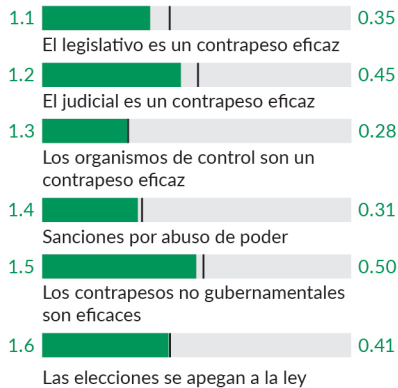 1.1 0.35
El legislativo es un contrapeso eficaz
1.2 0.45
El judicial es un contrapeso eficaz
1.3 0.28
Los organismos de control son un
contrapeso eficaz
1.4 0.31
Sanciones por abuso de poder
1.5 0.50
Los contrapesos no gubernamentales
son eficaces
1.6 0.41
Las elecciones se apegan a la ley